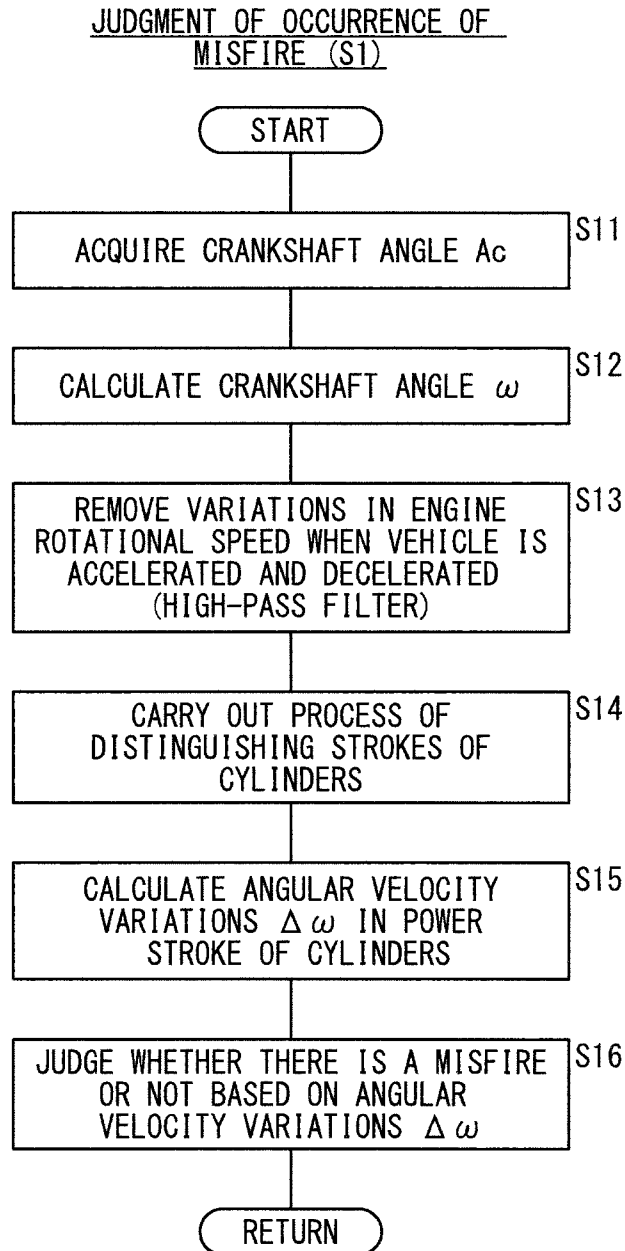 JUDGMENT OF OCCURRENCE OF
MISFIRE (S1)
START
ACQUIRE CRANKSHAFT ANGLE Ac
S11
CALCULATE CRANKSHAFT ANGLE ω
S12
REMOVE VARIATIONS IN ENGINE
ROTATIONAL SPEED WHEN VEHICLE IS
ACCELERATED AND DECELERATED
(HIGH-PASS FILTER)
S13
CARRY OUT PROCESS OF
DISTINGUISHING STROKES OF
CYLINDERS
S14
CALCULATE ANGULAR VELOCITY
VARIATIONS Δω IN POWER
STROKE OF CYLINDERS
S15
JUDGE WHETHER THERE IS A MISFIRE
OR NOT BASED ON ANGULAR
VELOCITY VARIATIONS Δω
S16
RETURN